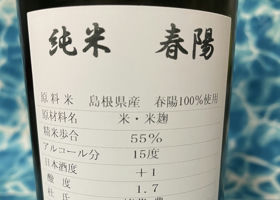 純米 春陽
原料米 島根県産 春陽100%使用
原材料名 米・米麹
精米歩合 55%
アルコール分 15度
日本酒度 +1
酸度 1.7
杜氏